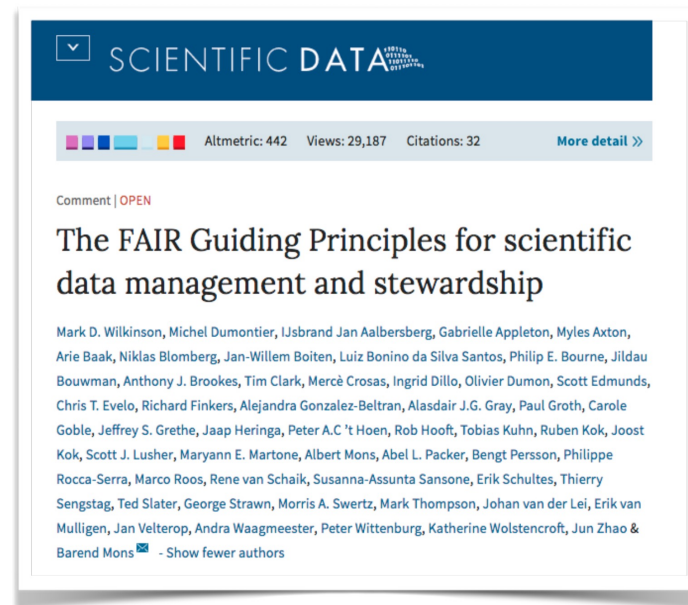 SCIENTIFIC DATA
Altmetric: 442 Views: 29,187 Citations: 32 More detail »
Comment | OPEN
The FAIR Guiding Principles for scientific
data management and stewardship
Mark D. Wilkinson, Michel Dumontier, IJsbrand Jan Aalbersberg, Gabrielle Appleton, Myles Axton,
Arie Baak, Niklas Blomberg, Jan-Willem Boiten, Luiz Bonino da Silva Santos, Philip E. Bourne, Jildau
Bouwman, Anthony J. Brookes, Tim Clark, Mercè Crosas, Ingrid Dillo, Olivier Dumon, Scott Edmunds,
Chris T. Evelo, Richard Finkers, Alejandra Gonzalez-Beltran, Alasdair J.G. Gray, Paul Groth, Carole
Goble, Jeffrey S. Grethe, Jaap Heringa, Peter A.C 't Hoen, Rob Hooft, Tobias Kuhn, Ruben Kok, Joost
Kok, Scott J. Lusher, Maryann E. Martone, Albert Mons, Abel L. Packer, Bengt Persson, Philippe
Rocca-Serra, Marco Roos, Rene van Schaik, Susanna-Assunta Sansone, Erik Schultes, Thierry
Sengstag, Ted Slater, George Strawn, Morris A. Swertz, Mark Thompson, Johan van der Lei, Erik van
Mulligen, Jan Velterop, Andra Waagmeester, Peter Wittenburg, Katherine Wolstencroft, Jun Zhao &
Barend Mons - Show fewer authors